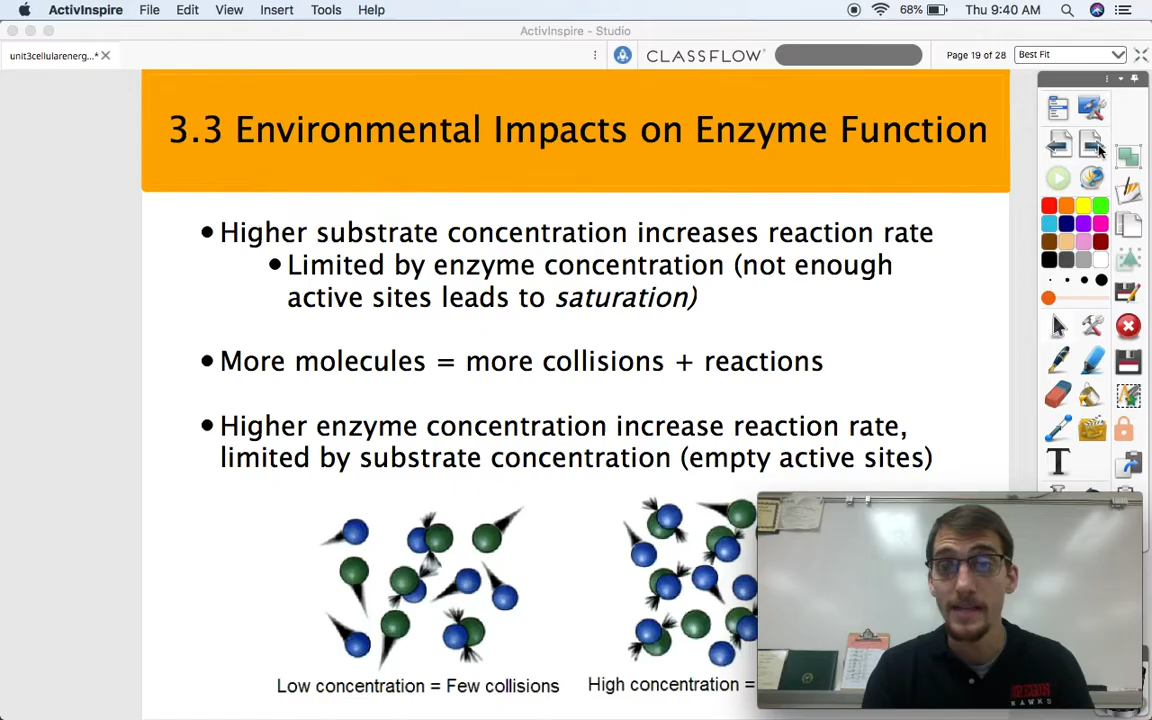 ActivInspire File Edit View Insert Tools Help 68% Thu 9:40 AM
ActivInspire - Studio
unit3cellularenerg...* CLASSFLOW Page 19 of 28 Best Fit
3.3 Environmental Impacts on Enzyme Function
•Higher substrate concentration increases reaction rate
•Limited by enzyme concentration (not enough
active sites leads to saturation)
•More molecules = more collisions + reactions
•Higher enzyme concentration increase reaction rate,
limited by substrate concentration (empty active sites)
T
Low concentration = Few collisions High concentration =
OREGON
HAWKS